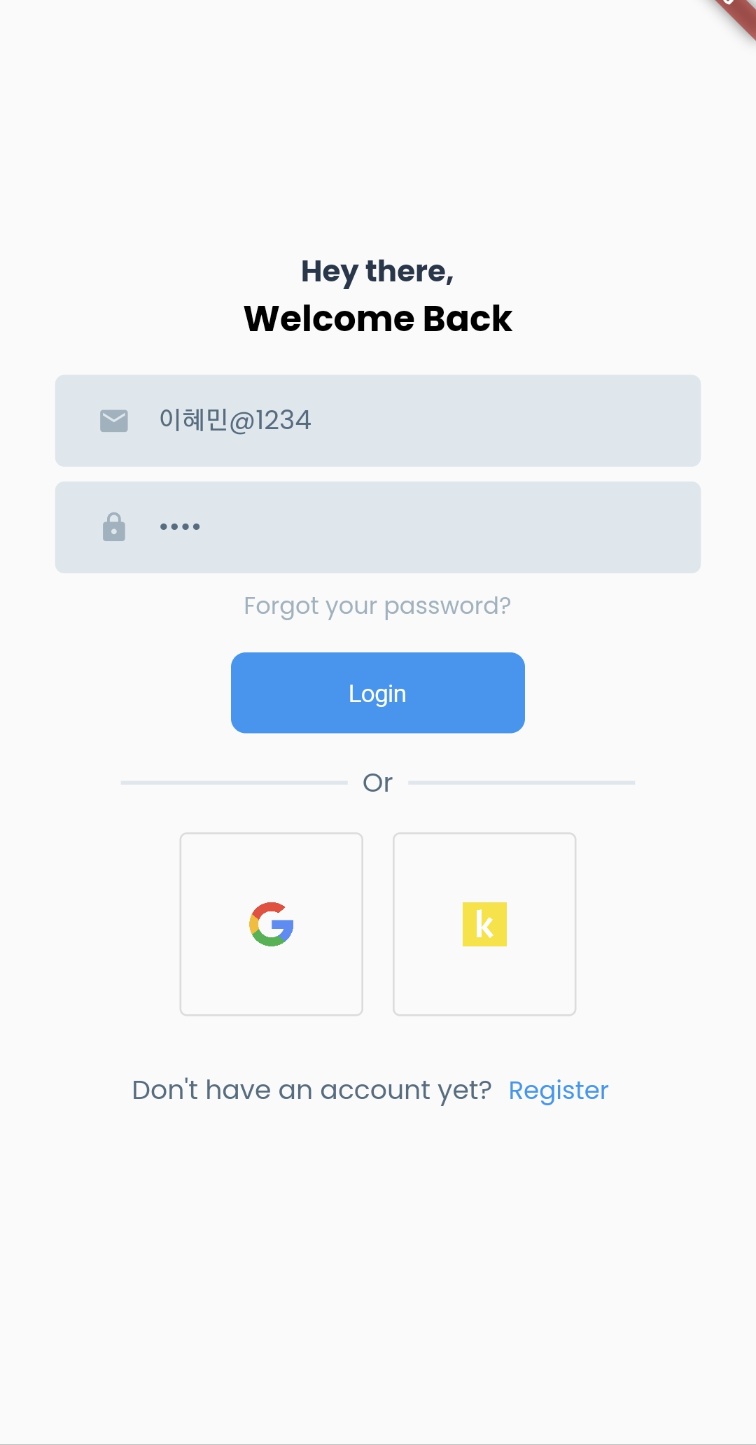 Hey there,
Welcome Back
이혜민@1234
••••
Forgot your password?
Login
Or
G k
Don't have an account yet? Register